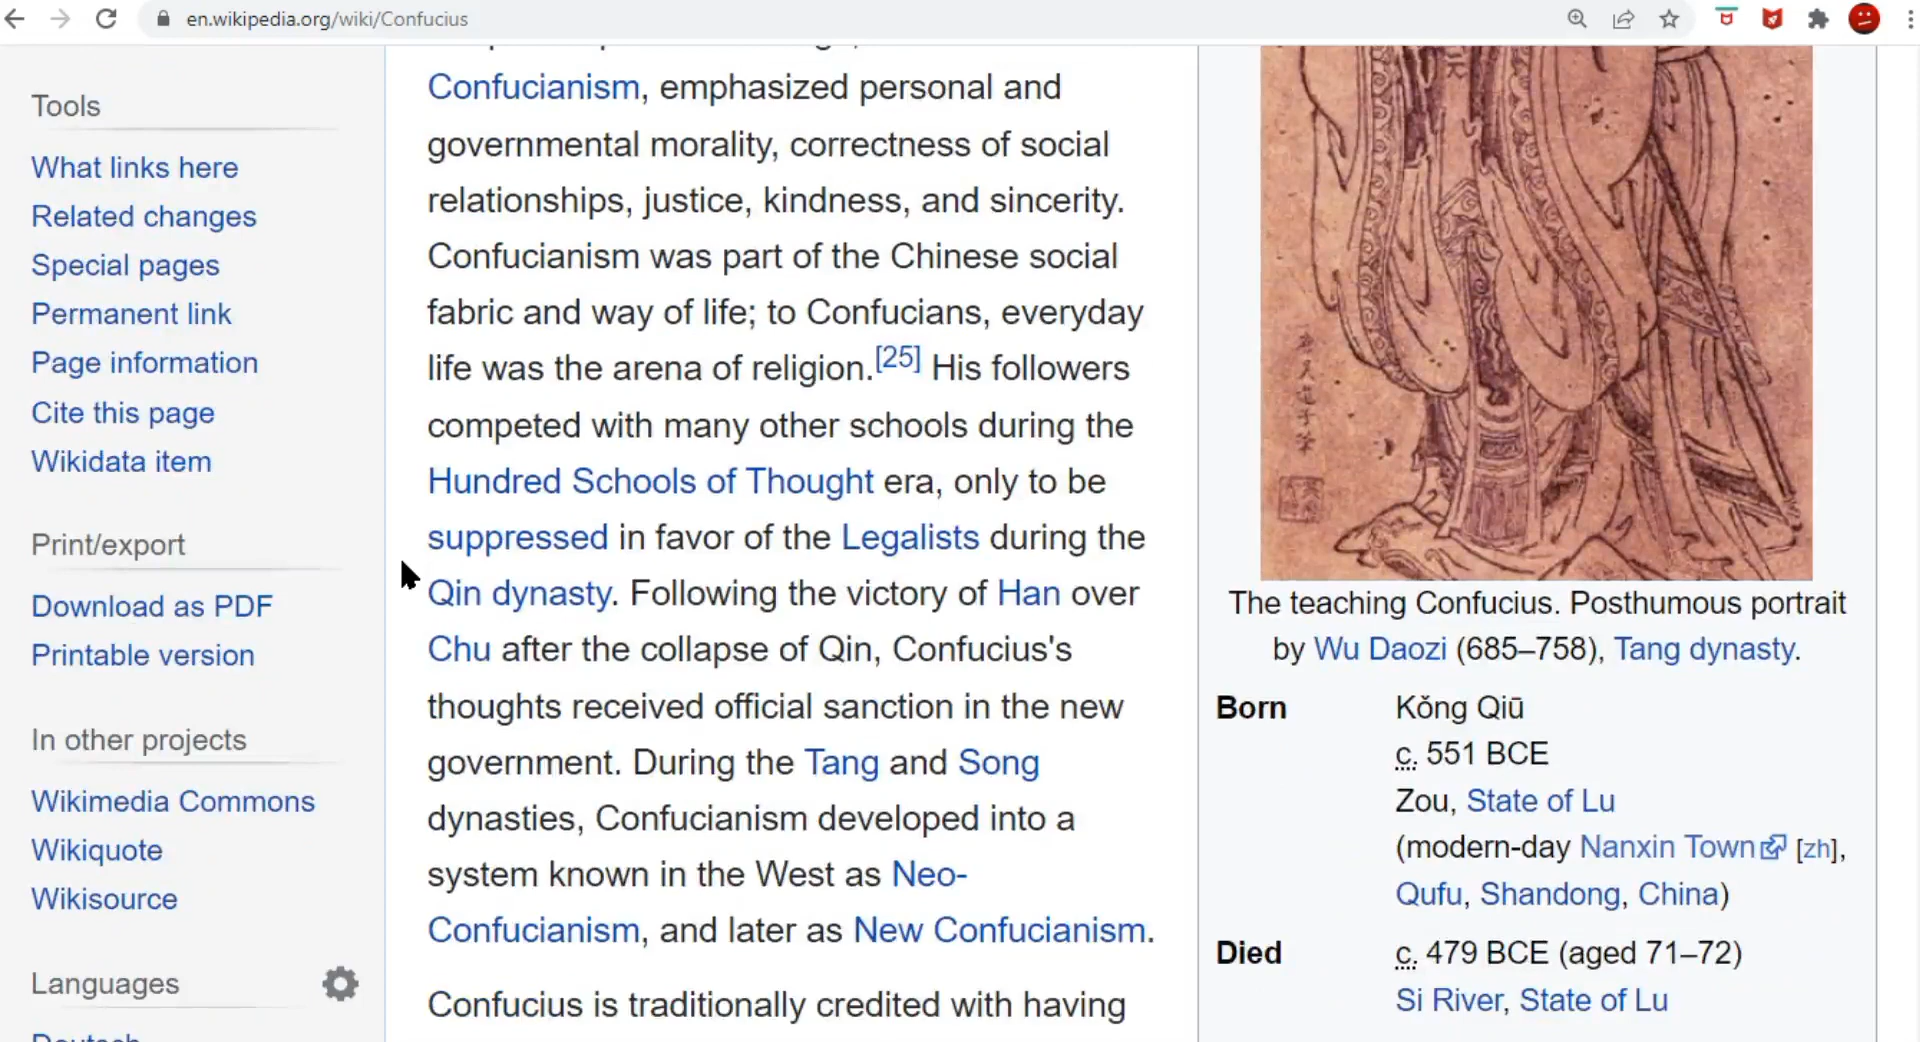 en.wikipedia.org/wiki/Confucius
Tools
What links here
Related changes
Special pages
Permanent link
Page information
Cite this page
Wikidata item
Print/export
Download as PDF
Printable version
In other projects
Wikimedia Commons
Wikiquote
Wikisource
Languages
Deutsch
Confucianism, emphasized personal and
governmental morality, correctness of social
relationships, justice, kindness, and sincerity.
Confucianism was part of the Chinese social
fabric and way of life; to Confucians, everyday
life was the arena of religion.[25] His followers
competed with many other schools during the
Hundred Schools of Thought era, only to be
suppressed in favor of the Legalists during the
Qin dynasty. Following the victory of Han over
Chu after the collapse of Qin, Confucius's
thoughts received official sanction in the new
government. During the Tang and Song
dynasties, Confucianism developed into a
system known in the West as Neo-
Confucianism, and later as New Confucianism.
Confucius is traditionally credited with having
The teaching Confucius. Posthumous portrait
by Wu Daozi (685–758), Tang dynasty.
Born Kǒng Qiū
c. 551 BCE
Zou, State of Lu
(modern-day Nanxin Town [zh],
Qufu, Shandong, China)
Died c. 479 BCE (aged 71–72)
Si River, State of Lu